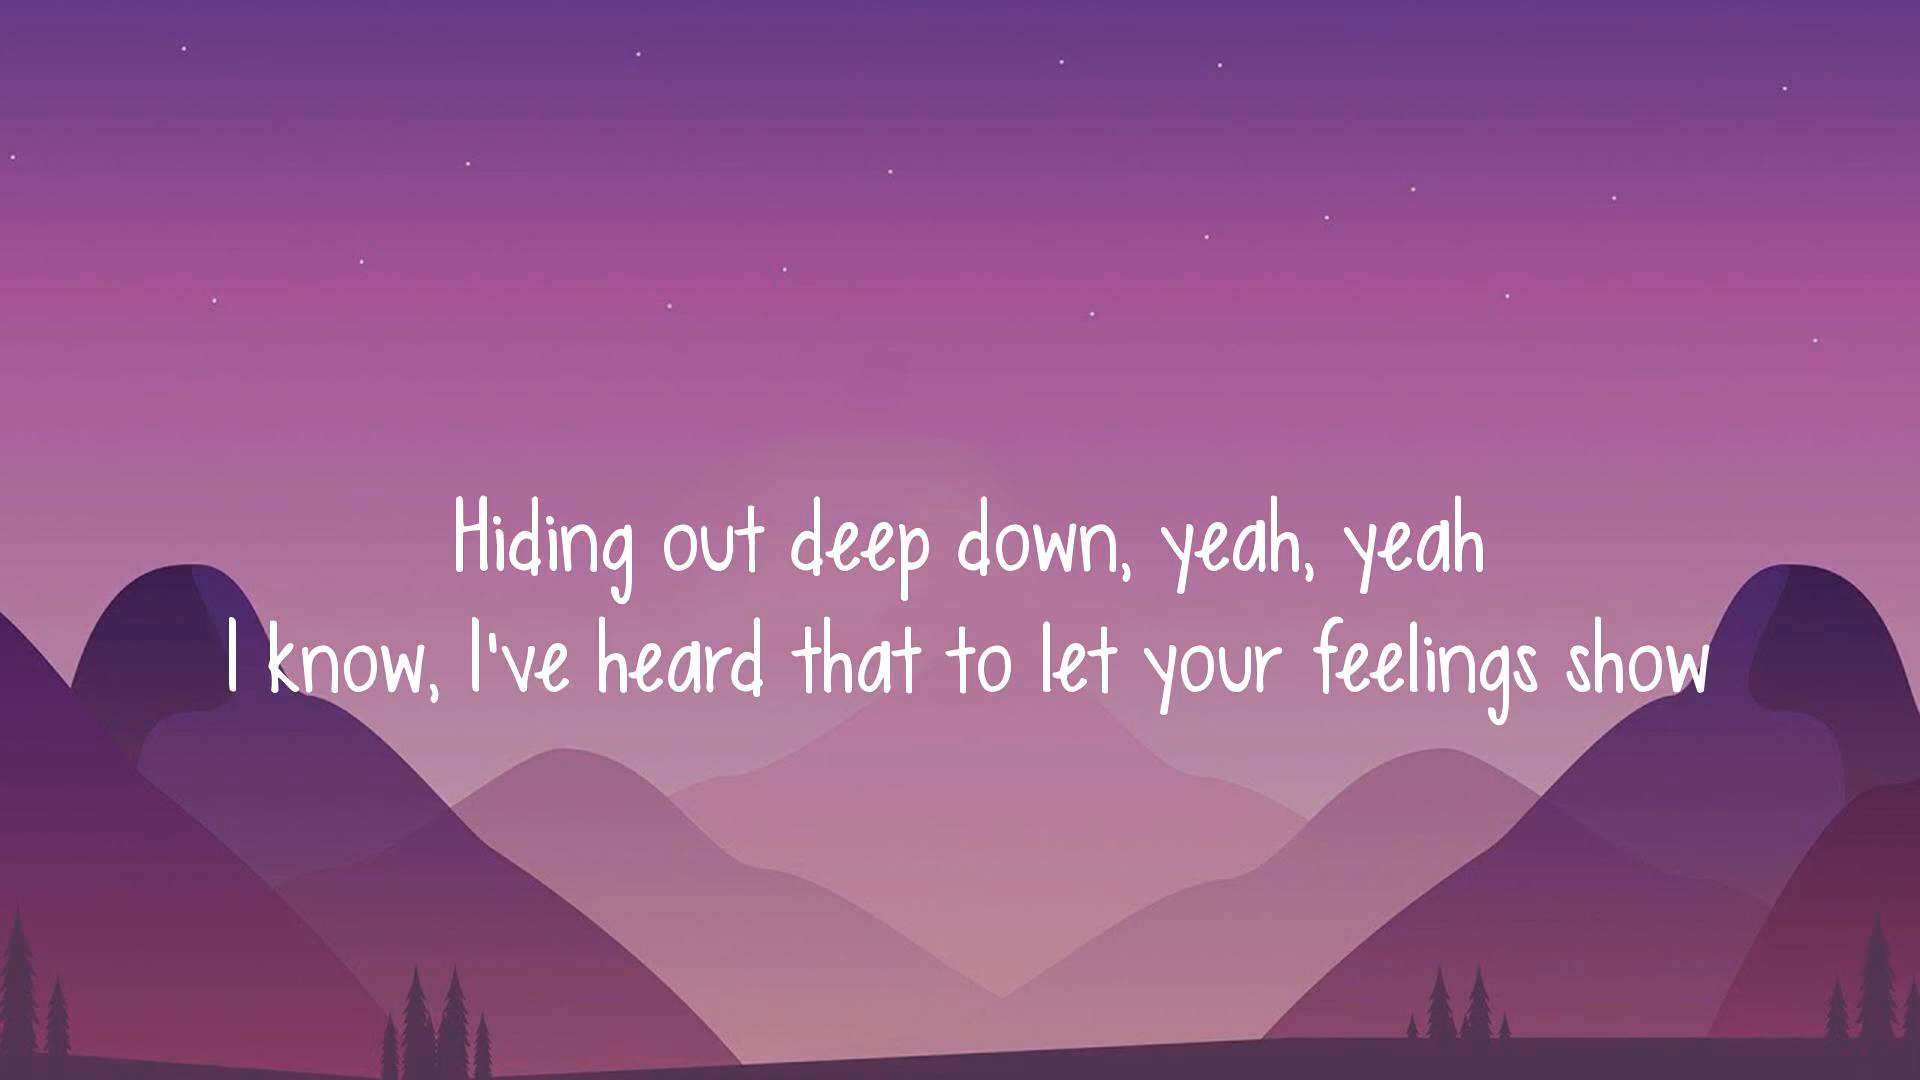 Hiding out deep down, yeah, yeah
I know, I've heard that to let your feelings show